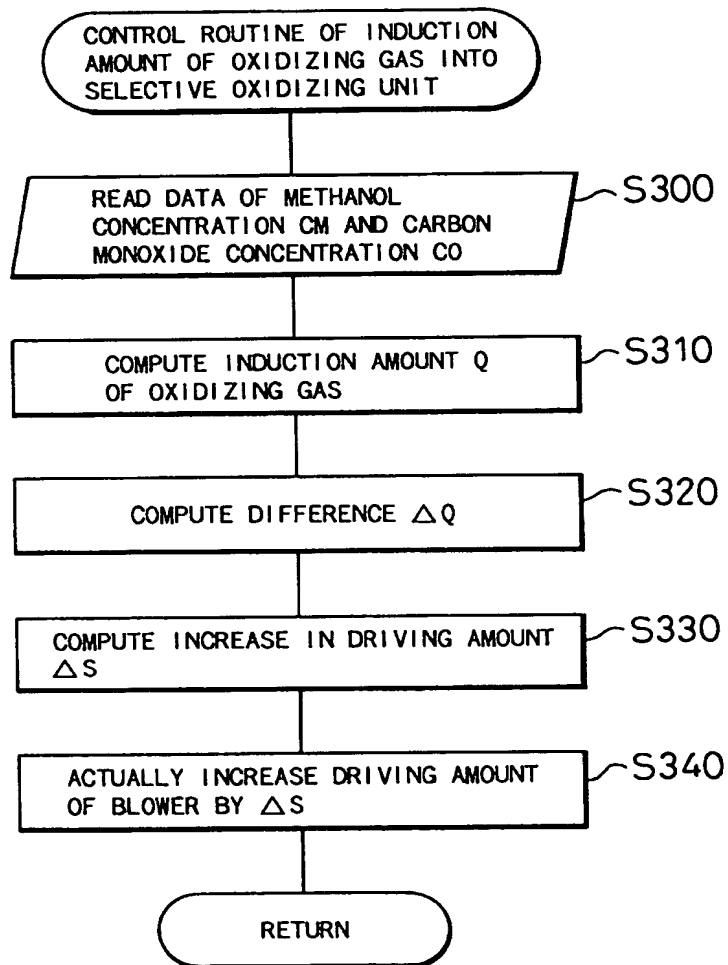 CONTROL ROUTINE OF INDUCTION
AMOUNT OF OXIDIZING GAS INTO
SELECTIVE OXIDIZING UNIT
READ DATA OF METHANOL
CONCENTRATION CM AND CARBON
MONOXIDE CONCENTRATION CO
S300
COMPUTE INDUCTION AMOUNT Q
OF OXIDIZING GAS
S310
COMPUTE DIFFERENCE △Q
S320
COMPUTE INCREASE IN DRIVING AMOUNT
△S
S330
ACTUALLY INCREASE DRIVING AMOUNT
OF BLOWER BY △S
S340
RETURN